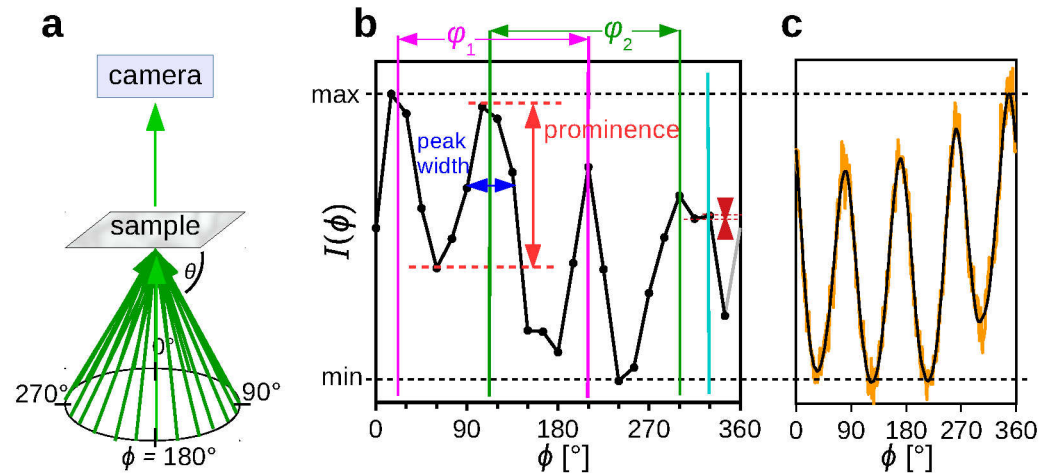 a
camera
sample
θ
0°
270°
90°
ϕ = 180°
b
φ1
φ2
max
prominence
peak
width
I(ϕ)
min
0 90 180 270 360
ϕ [°]
c
0 90 180 270 360
ϕ [°]